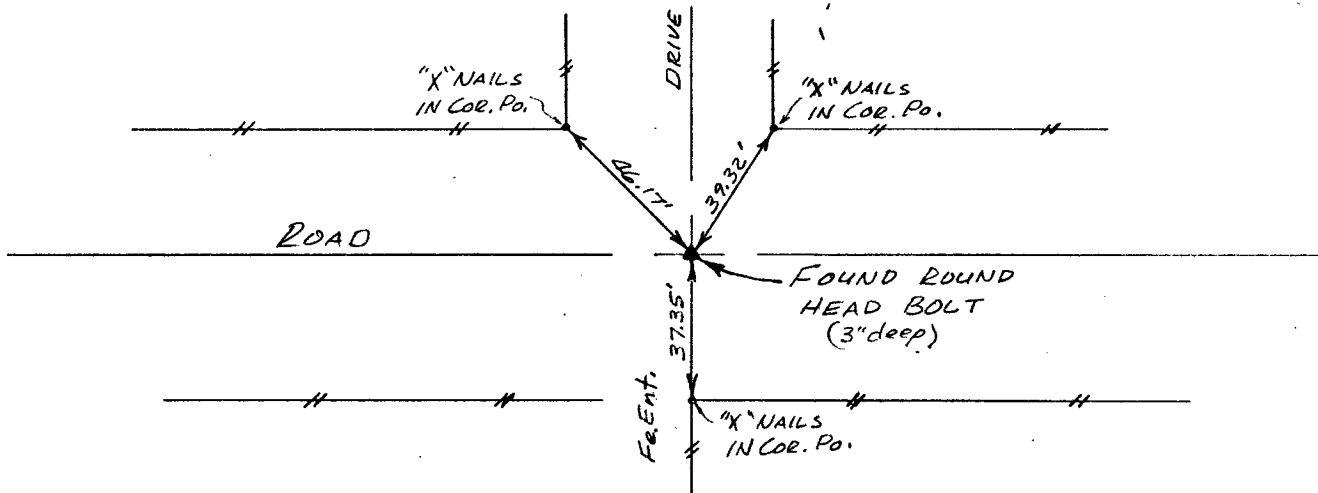 DRIVE
"X" NAILS
IN COR. PO.
"X" NAILS
IN COR. PO.
46.17'
39.32'
ROAD
FOUND ROUND
HEAD BOLT
(3" deep)
37.35'
Fe. Ent.
"X" NAILS
IN COR. PO.